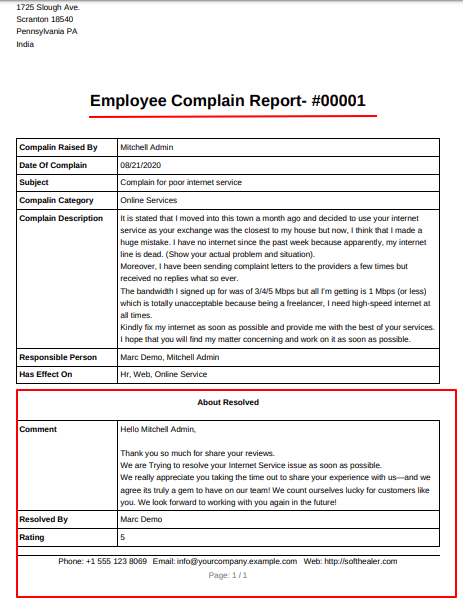 1725 Slough Ave.
Scranton 18540
Pennsylvania PA
India
Employee Complain Report- #00001
Compalin Raised By Mitchell Admin
Date Of Complain 08/21/2020
Subject Complain for poor internet service
Compalin Category Online Services
Complain Description It is stated that I moved into this town a month ago and decided to use your internet
service as your exchange was the closest to my house but now, I think that I made a
huge mistake. I have no internet since the past week because apparently, my internet
line is dead. (Show your actual problem and situation).
Moreover, I have been sending complaint letters to the providers a few times but
received no replies what so ever.
The bandwidth I signed up for was of 3/4/5 Mbps but all I'm getting is 1 Mbps (or less)
which is totally unacceptable because being a freelancer, I need high-speed internet at
all times.
Kindly fix my internet as soon as possible and provide me with the best of your services.
I hope that you will find my matter concerning and work on it as soon as possible.
Responsible Person Marc Demo, Mitchell Admin
Has Effect On Hr, Web, Online Service
About Resolved
Comment Hello Mitchell Admin,
Thank you so much for share your reviews.
We are Trying to resolve your Internet Service issue as soon as possible.
We really appreciate you taking the time out to share your experience with us—and we
agree its truly a gem to have on our team! We count ourselves lucky for customers like
you. We look forward to working with you again in the future!
Resolved By Marc Demo
Rating 5
Phone: +1 555 123 8069 Email: info@yourcompany.example.com Web: http://softhealer.com
Page: 1 / 1